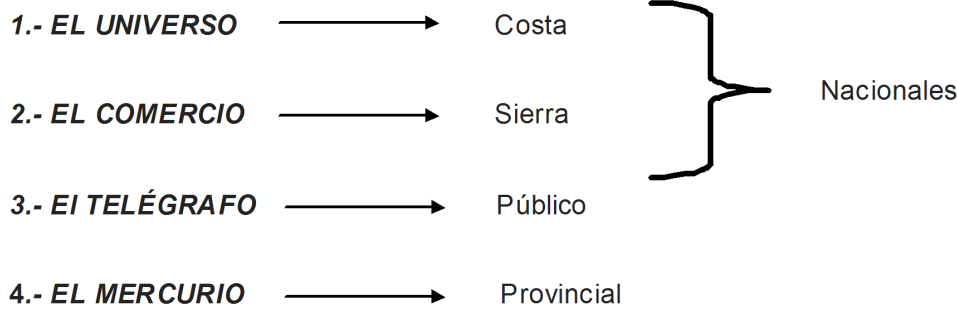 1.- EL UNIVERSO Costa
2.- EL COMERCIO Sierra
Nacionales
3.- El TELÉGRAFO Público
4.- EL MERCURIO Provincial